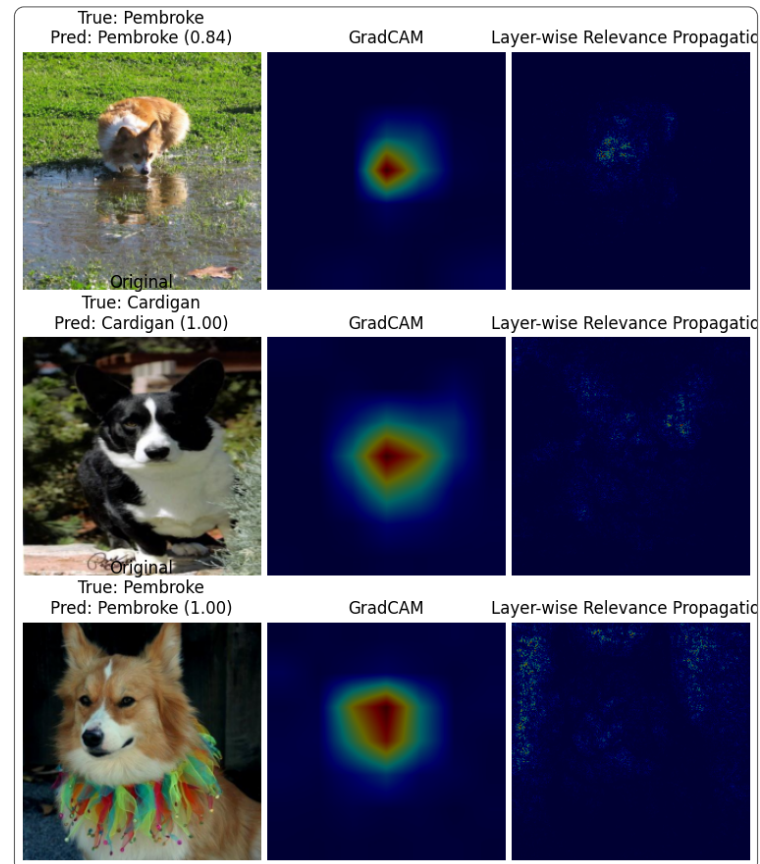 True: Pembroke
Pred: Pembroke (0.84)
GradCAM
Layer-wise Relevance Propagatio
Original
True: Cardigan
Pred: Cardigan (1.00)
GradCAM
Layer-wise Relevance Propagatio
Original
True: Pembroke
Pred: Pembroke (1.00)
GradCAM
Layer-wise Relevance Propagatio